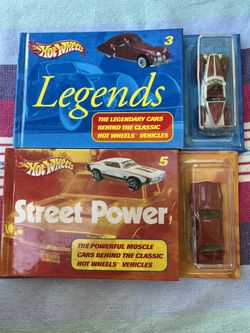 Hot Wheels
3
Legends
THE LEGENDARY CARS
BEHIND THE CLASSIC
HOT WHEELS VEHICLES
Hot Wheels
5
Street Power
THE POWERFUL MUSCLE
CARS BEHIND THE CLASSIC
HOT WHEELS VEHICLES